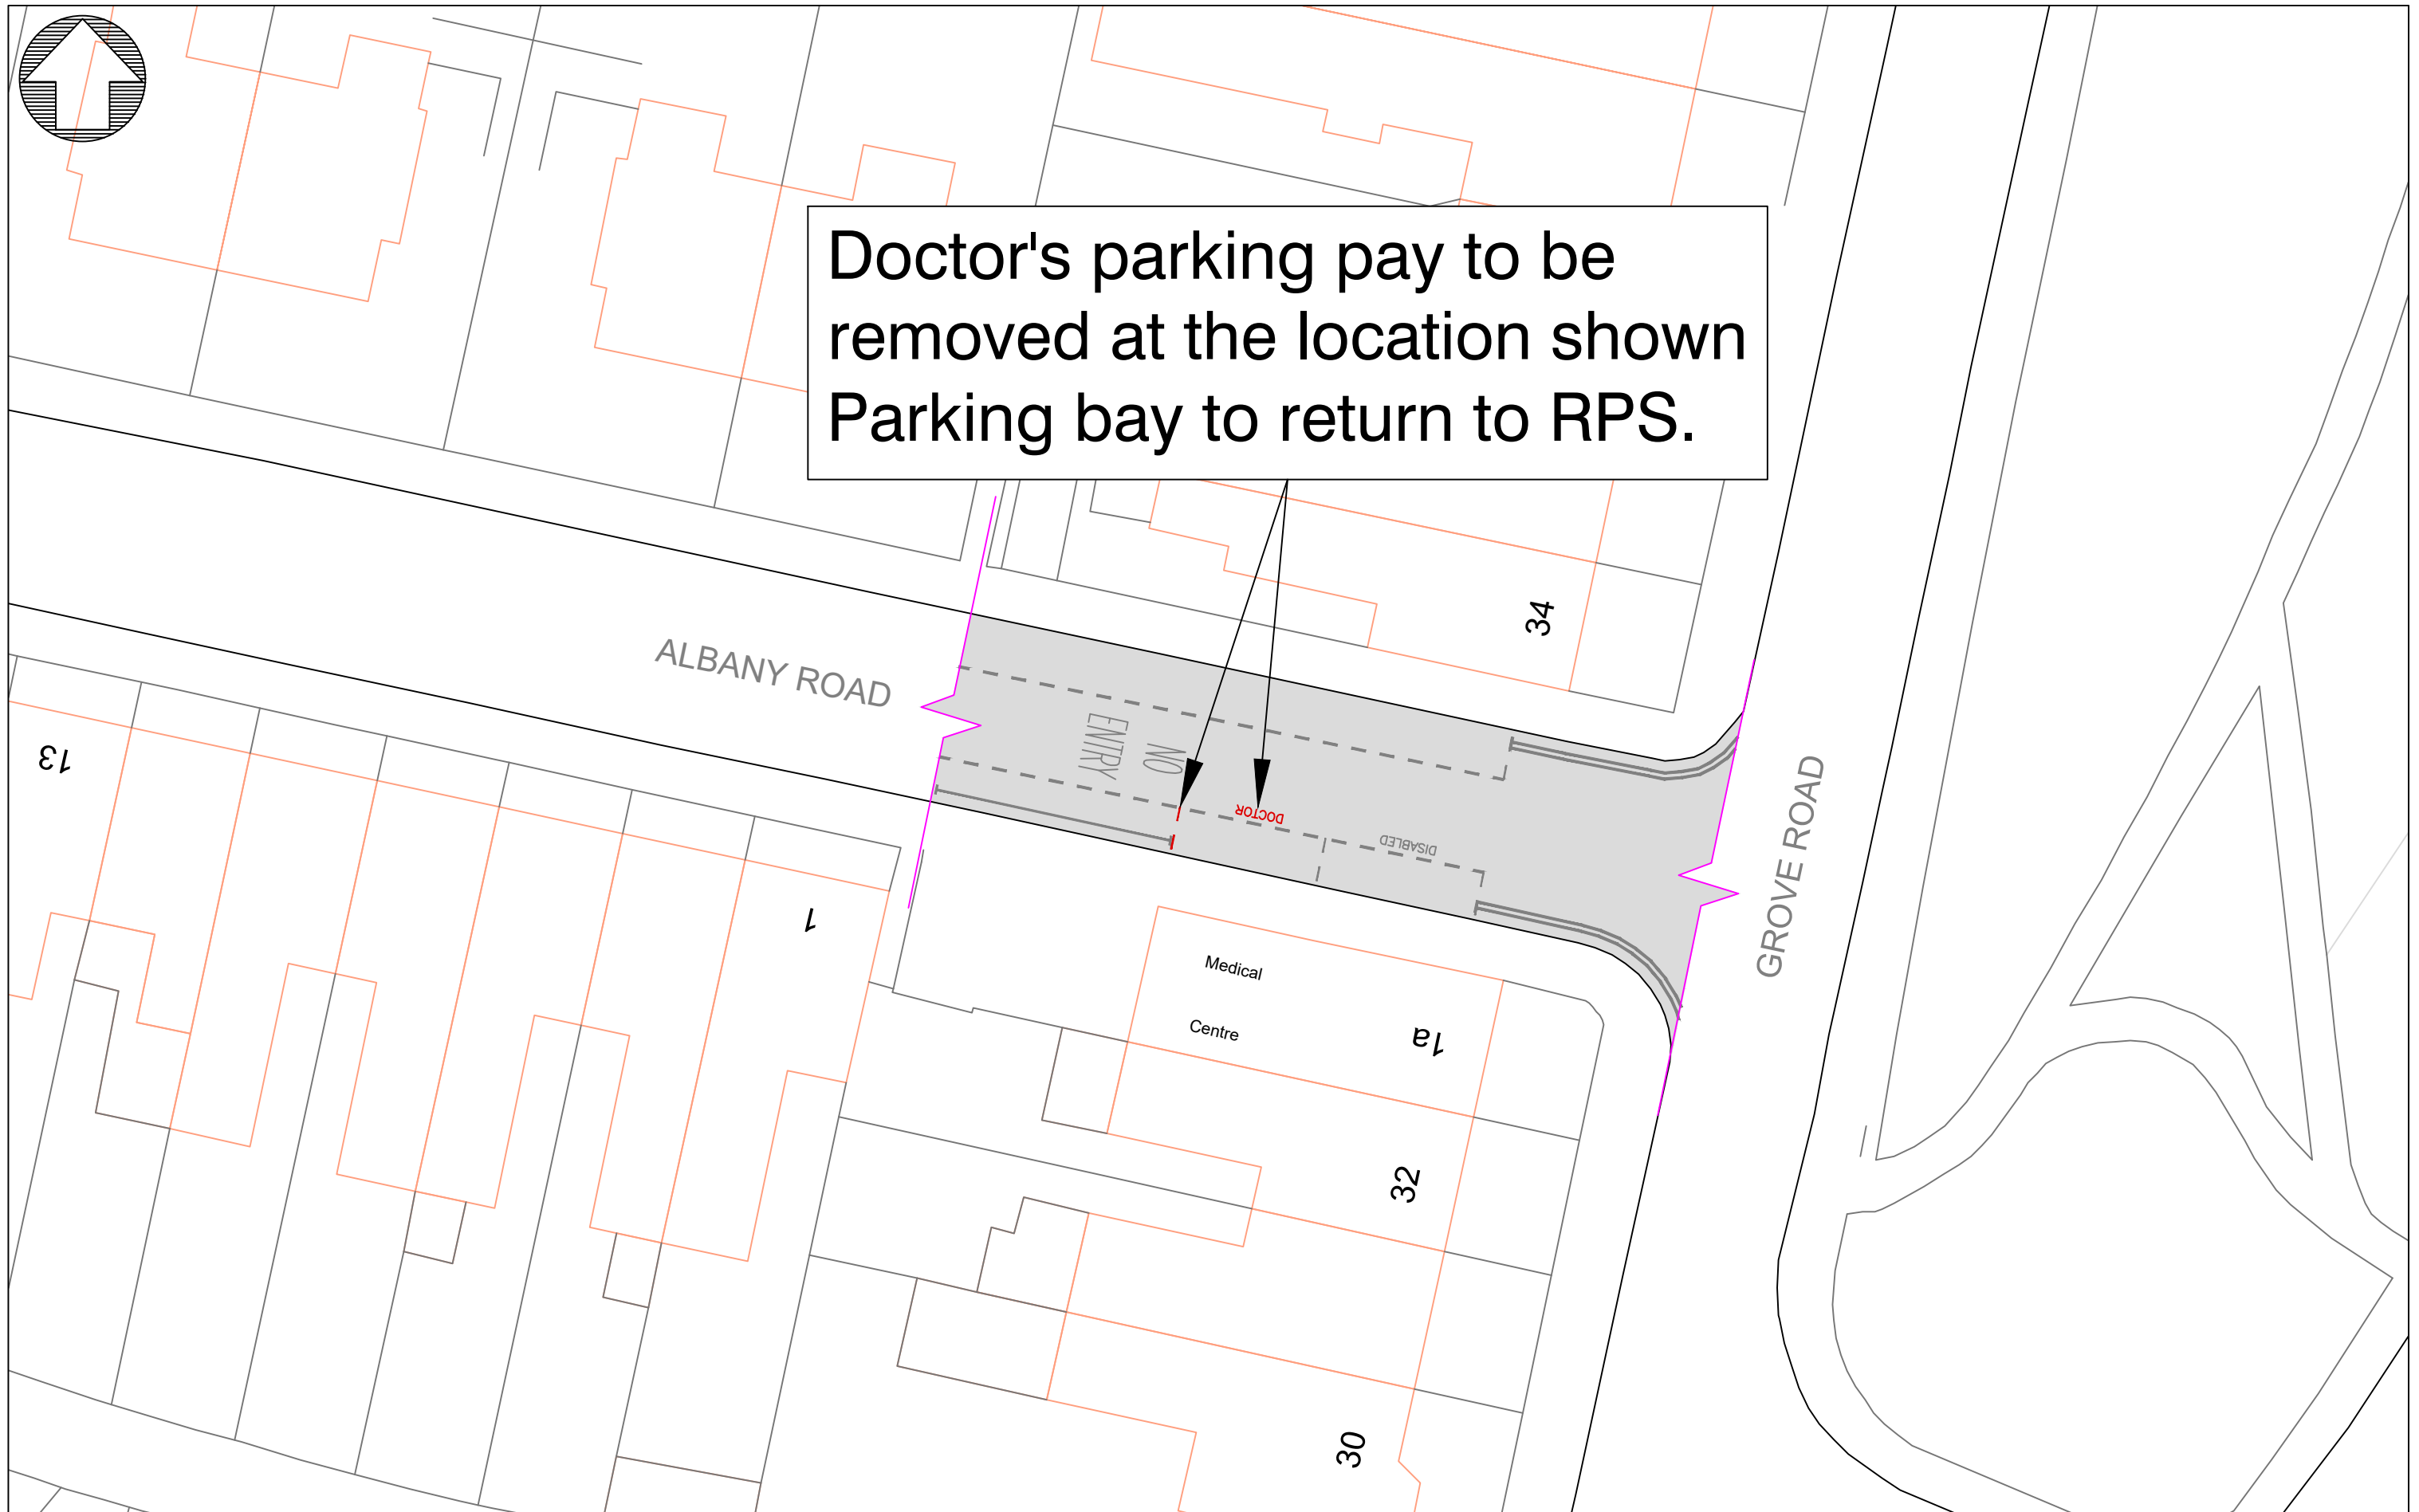 Doctor's parking pay to be
removed at the location shown
Parking bay to return to RPS.
34
ALBANY ROAD
NO
ENTRY
DOCTOR
DISABLED
GROVE ROAD
13
1
Medical
Centre
1a
32
30